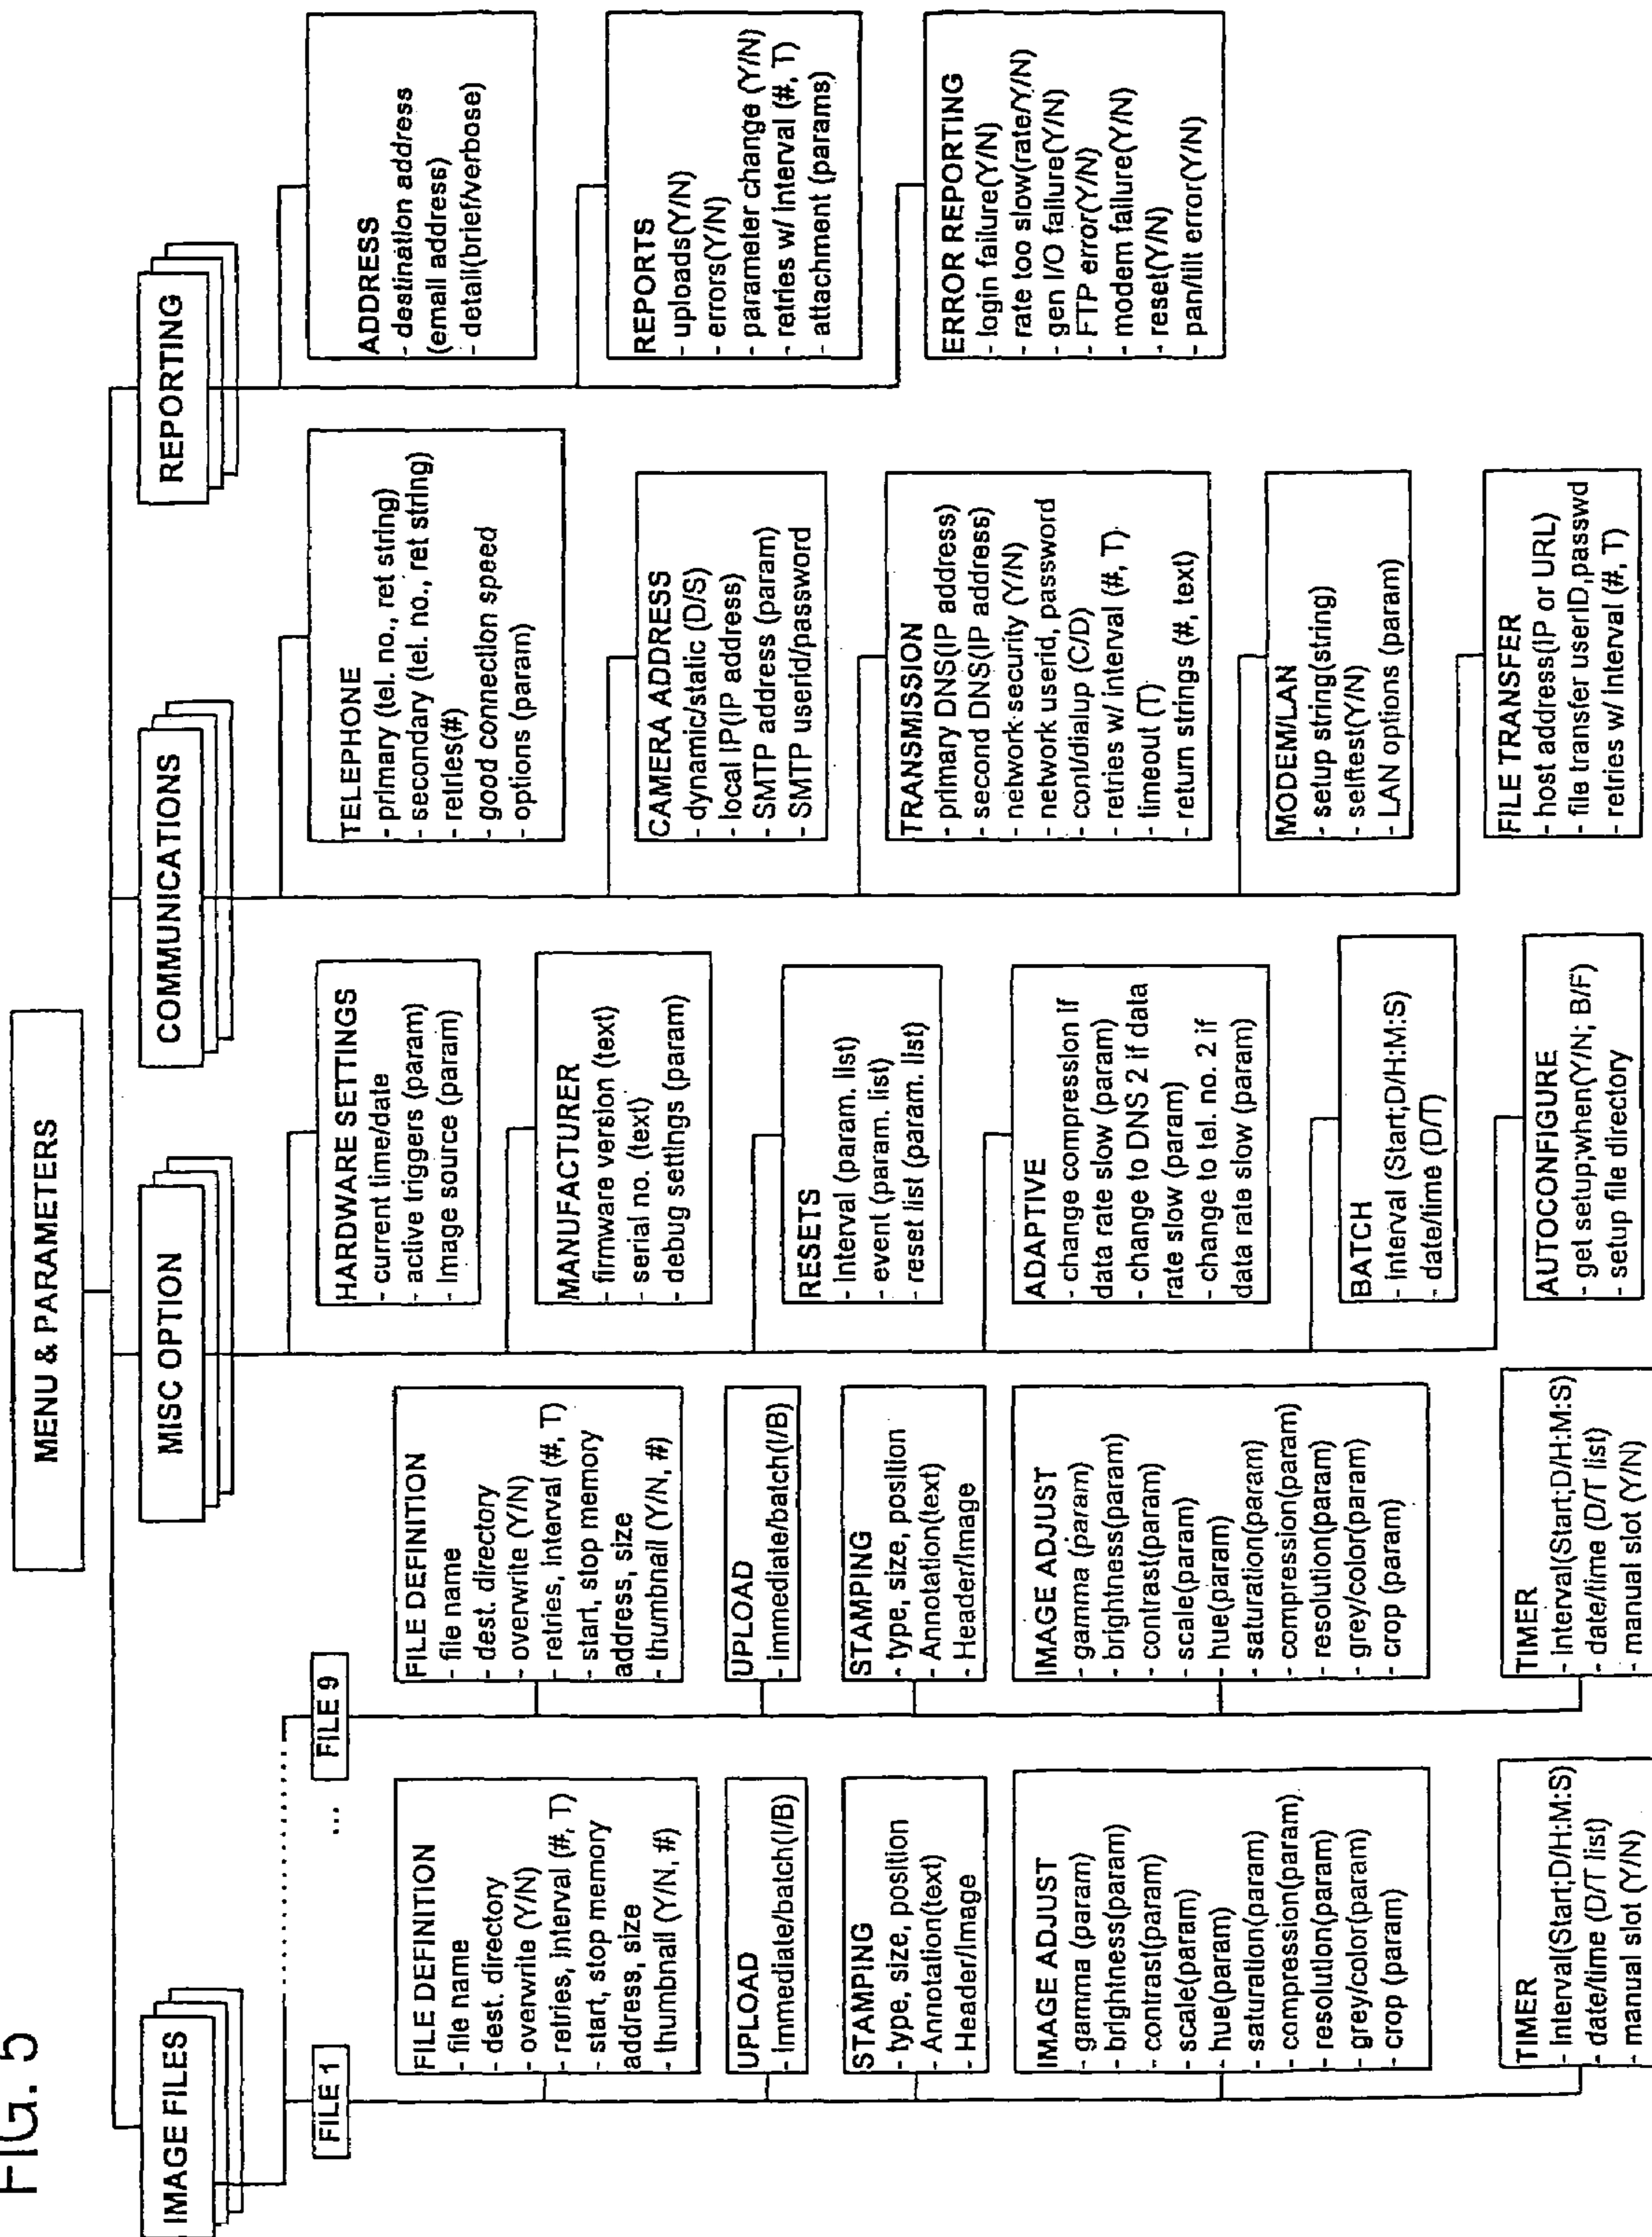 FIG. 5
MENU & PARAMETERS
IMAGE FILES
MISC OPTION
COMMUNICATIONS
REPORTING
FILE 1
...
FILE 9
FILE DEFINITION
- file name
- dest. directory
- overwrite (Y/N)
- retries, interval (#, T)
- start, stop memory
address, size
- thumbnail (Y/N, #)
UPLOAD
- immediate/batch(I/B)
STAMPING
- type, size, position
- Annotation(text)
- Header/Image
IMAGE ADJUST
- gamma (param)
- brightness(param)
- contrast(param)
- scale(param)
- hue(param)
- saturation(param)
- compression(param)
- resolution(param)
- grey/color(param)
- crop (param)
TIMER
- Interval(Start;D/H:M:S)
- date/time (D/T list)
- manual slot (Y/N)
FILE DEFINITION
- file name
- dest. directory
- overwrite (Y/N)
- retries, interval (#, T)
- start, stop memory
address, size
- thumbnail (Y/N, #)
UPLOAD
- immediate/batch(I/B)
STAMPING
- type, size, position
- Annotation(text)
- Header/Image
IMAGE ADJUST
- gamma (param)
- brightness(param)
- contrast(param)
- scale(param)
- hue(param)
- saturation(param)
- compression(param)
- resolution(param)
- grey/color(param)
- crop (param)
TIMER
- Interval(Start;D/H:M:S)
- date/time (D/T list)
- manual slot (Y/N)
HARDWARE SETTINGS
- current time/date
- active triggers (param)
- Image source (param)
MANUFACTURER
- firmware version (text)
- serial no. (text)
- debug settings (param)
RESETS
- Interval (param. list)
- event (param. list)
- reset list (param. list)
ADAPTIVE
- change compression if
data rate slow (param)
- change to DNS 2 if data
rate slow (param)
- change to tel. no. 2 if
data rate slow (param)
BATCH
- interval (Start;D/H:M:S)
- date/time (D/T)
AUTOCONFIGURE
- get setup;when(Y/N; B/F)
- setup file directory
TELEPHONE
- primary (tel. no., ret string)
- secondary (tel. no., ret string)
- retries(#)
- good connection speed
- options (param)
CAMERA ADDRESS
- dynamic/static (D/S)
- local IP(IP address)
- SMTP address (param)
- SMTP userid/password
TRANSMISSION
- primary DNS(IP address)
- second DNS(IP address)
- network security (Y/N)
- network userid, password
- cont/dialup (C/D)
- retries w/ interval (#, T)
- timeout (T)
- return strings (#, text)
MODEM/LAN
- setup string(string)
- selftest(Y/N)
- LAN options (param)
FILE TRANSFER
- host address(IP or URL)
- file transfer userID,passwd
- retries w/ interval (#, T)
ADDRESS
- destination address
(email address)
- detail(brief/verbose)
REPORTS
- uploads(Y/N)
- errors(Y/N)
- parameter change (Y/N)
- retries w/ interval (#, T)
- attachment (params)
ERROR REPORTING
- login failure(Y/N)
- rate too slow(rate/Y/N)
- gen I/O failure(Y/N)
- FTP error(Y/N)
- modem failure(Y/N)
- reset(Y/N)
- pan/tilt error(Y/N)